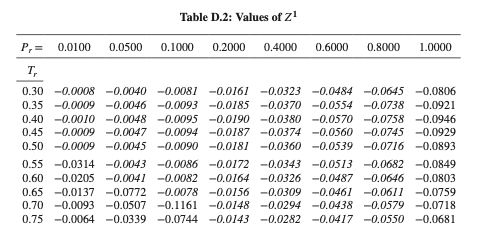 Table D.2: Values of Z¹
Pᵣ = 0.0100 0.0500 0.1000 0.2000 0.4000 0.6000 0.8000 1.0000
Tᵣ
0.30 −0.0008 −0.0040 −0.0081 −0.0161 −0.0323 −0.0484 −0.0645 −0.0806
0.35 −0.0009 −0.0046 −0.0093 −0.0185 −0.0370 −0.0554 −0.0738 −0.0921
0.40 −0.0010 −0.0048 −0.0095 −0.0190 −0.0380 −0.0570 −0.0758 −0.0946
0.45 −0.0009 −0.0047 −0.0094 −0.0187 −0.0374 −0.0560 −0.0745 −0.0929
0.50 −0.0009 −0.0045 −0.0090 −0.0181 −0.0360 −0.0539 −0.0716 −0.0893
0.55 −0.0314 −0.0043 −0.0086 −0.0172 −0.0343 −0.0513 −0.0682 −0.0849
0.60 −0.0205 −0.0041 −0.0082 −0.0164 −0.0326 −0.0487 −0.0646 −0.0803
0.65 −0.0137 −0.0772 −0.0078 −0.0156 −0.0309 −0.0461 −0.0611 −0.0759
0.70 −0.0093 −0.0507 −0.1161 −0.0148 −0.0294 −0.0438 −0.0579 −0.0718
0.75 −0.0064 −0.0339 −0.0744 −0.0143 −0.0282 −0.0417 −0.0550 −0.0681